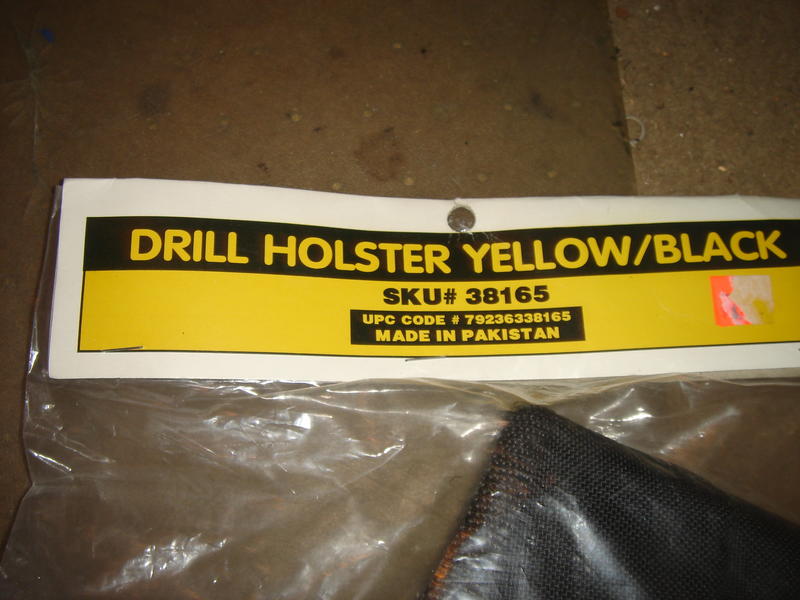 DRILL HOLSTER YELLOW/BLACK
SKU# 38165
UPC CODE # 79236338165
MADE IN PAKISTAN